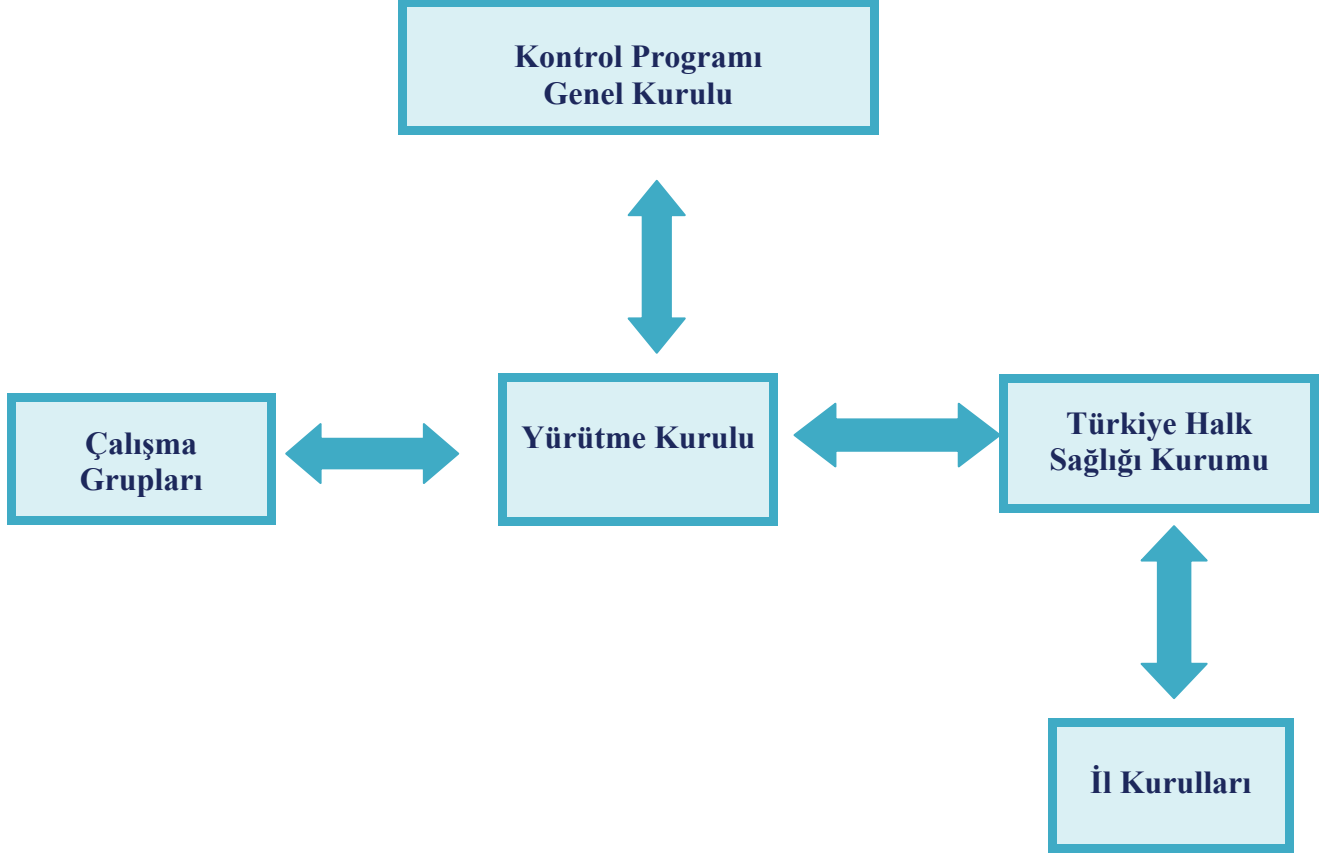 Kontrol Programı
Genel Kurulu
Çalışma
Grupları
Yürütme Kurulu
Türkiye Halk
Sağlığı Kurumu
İl Kurulları